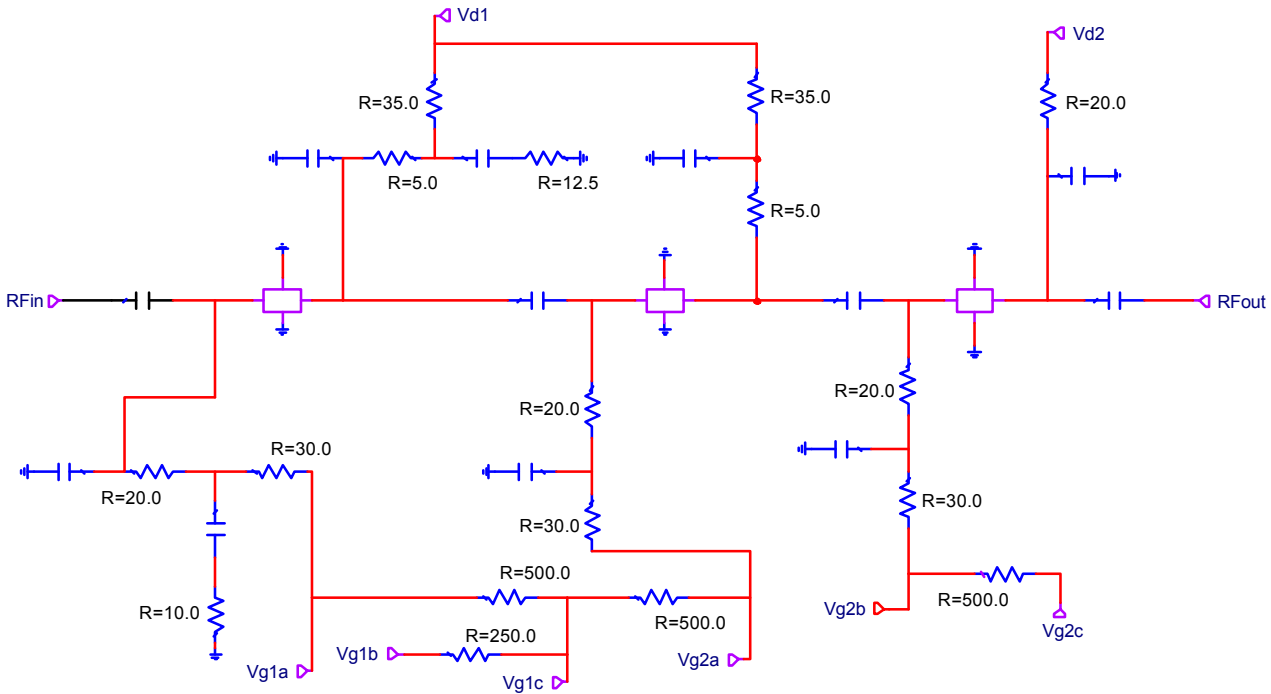 Vd1
Vd2
R=35.0
R=35.0
R=20.0
R=5.0
R=12.5
R=5.0
RFin
RFout
R=20.0
R=20.0
R=30.0
R=20.0
R=30.0
R=30.0
R=500.0
R=10.0
R=500.0
R=500.0
Vg2b
R=250.0
Vg2c
Vg1b
Vg2a
Vg1a
Vg1c